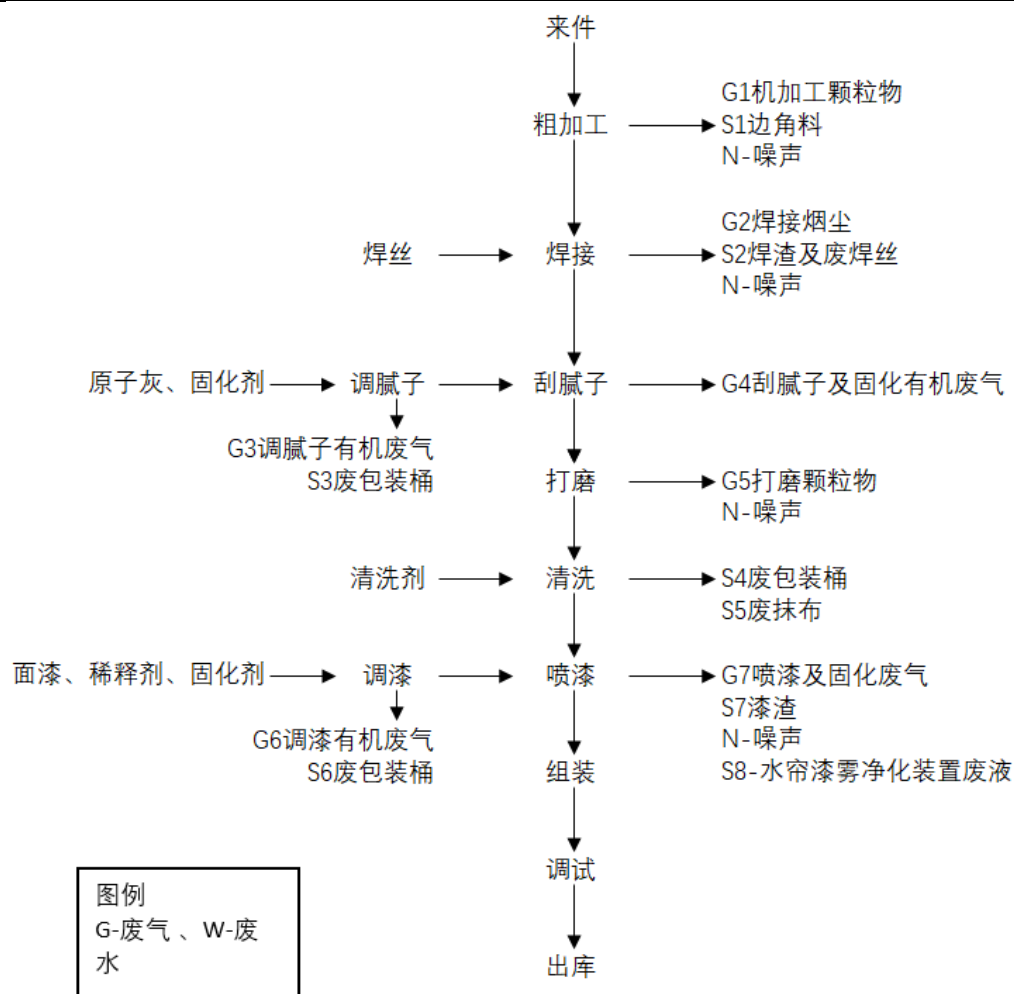 来件
粗加工
G1机加工颗粒物
S1边角料
N-噪声
焊丝
焊接
G2焊接烟尘
S2焊渣及废焊丝
N-噪声
原子灰、固化剂
调腻子
刮腻子
G4刮腻子及固化有机废气
G3调腻子有机废气
S3废包装桶
打磨
G5打磨颗粒物
N-噪声
清洗剂
清洗
S4废包装桶
S5废抹布
面漆、稀释剂、固化剂
调漆
喷漆
G7喷漆及固化废气
S7漆渣
N-噪声
S8-水帘漆雾净化装置废液
G6调漆有机废气
S6废包装桶
组装
调试
出库
图例
G-废气 、W-废
水